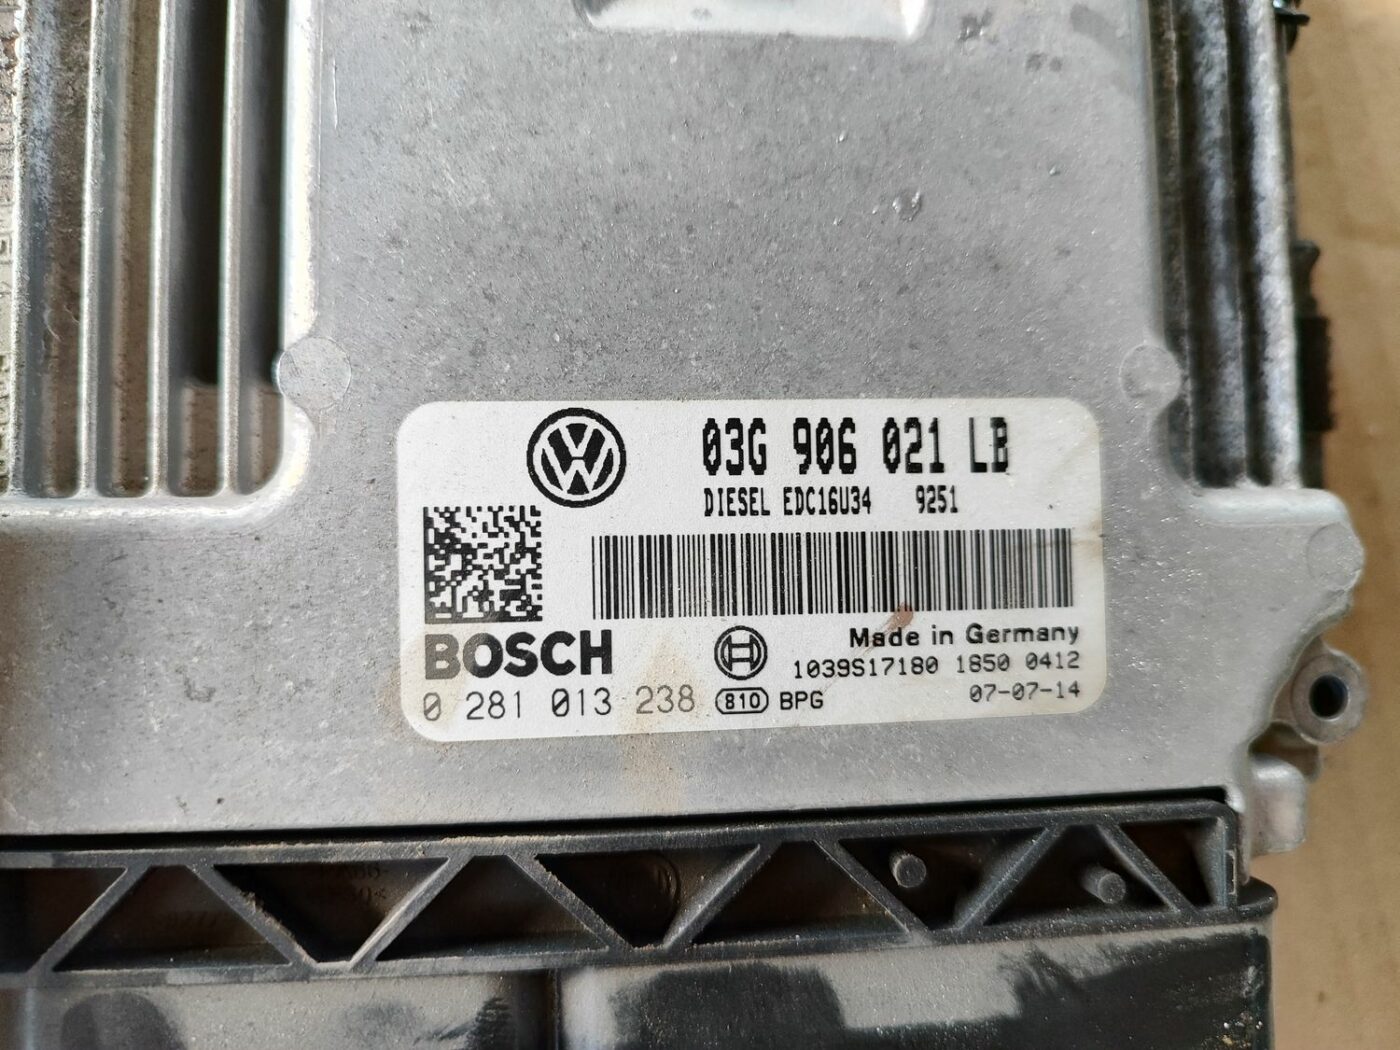 03G 906 021 LB
DIESEL EDC16U34 9251
BOSCH
Made in Germany
1039S17180 1850 0412
0 281 013 238 810 BPG
07-07-14